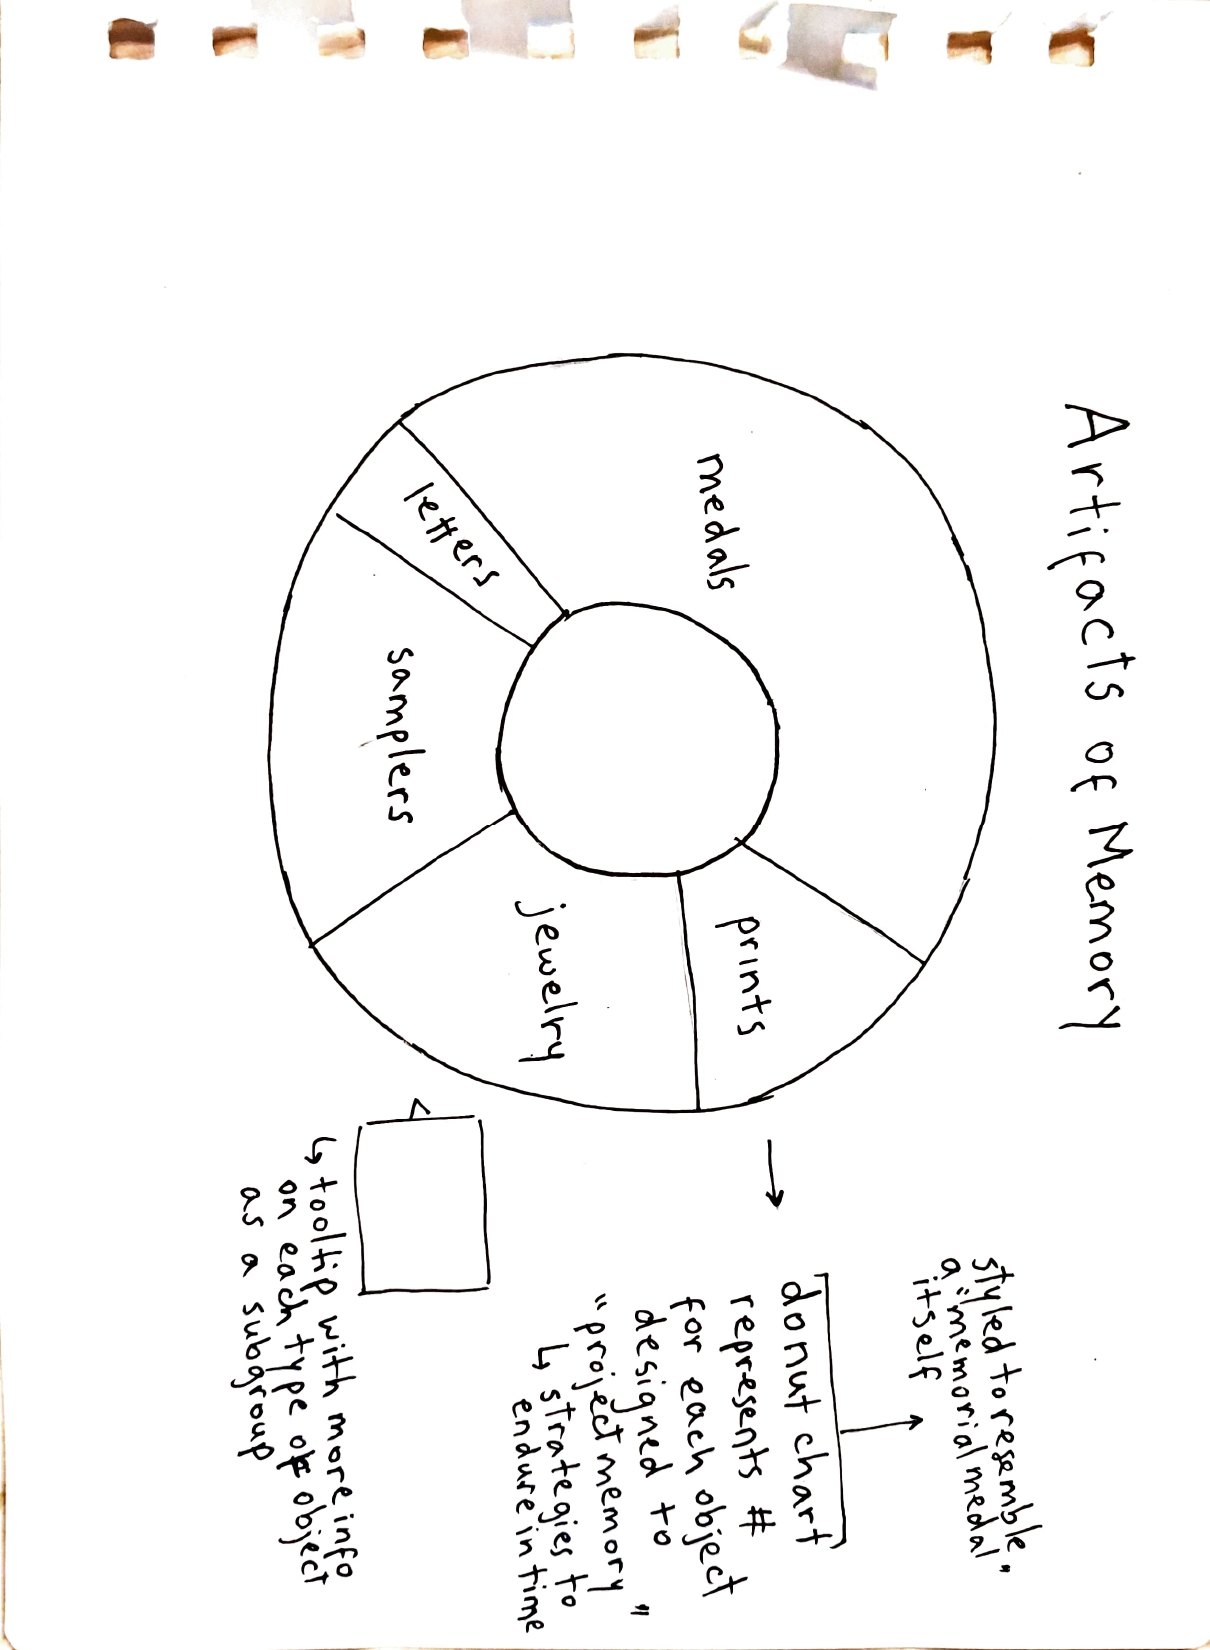 Artifacts of Memory
medals
prints
jewelry
samplers
letters
styled to resemble
a "memorial medal"
itself
donut chart
represents #
for each object
designed to
"project memory"
↳ strategies to
endure in time
↳ tooltip with more info
on each type of object
as a subgroup